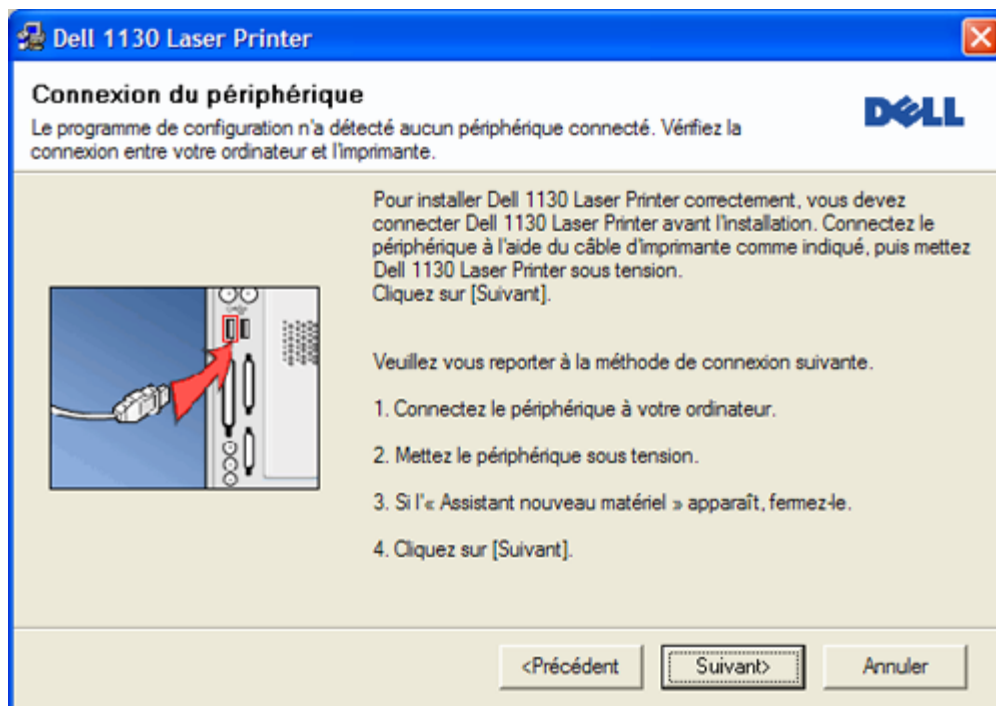 Dell 1130 Laser Printer
Connexion du périphérique
Le programme de configuration n'a détecté aucun périphérique connecté. Vérifiez la
connexion entre votre ordinateur et l'imprimante.
DELL
Pour installer Dell 1130 Laser Printer correctement, vous devez
connecter Dell 1130 Laser Printer avant l'installation. Connectez le
périphérique à l'aide du câble d'imprimante comme indiqué, puis mettez
Dell 1130 Laser Printer sous tension.
Cliquez sur [Suivant].
Veuillez vous reporter à la méthode de connexion suivante.
1. Connectez le périphérique à votre ordinateur.
2. Mettez le périphérique sous tension.
3. Si l'« Assistant nouveau matériel » apparaît, fermez-le.
4. Cliquez sur [Suivant].
<Précédent
Suivant>
Annuler